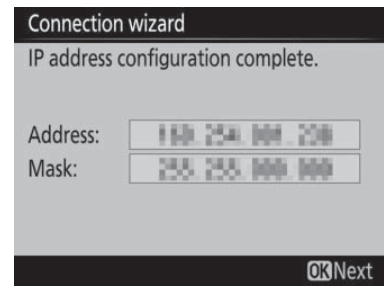 Connection wizard
IP address configuration complete.
Address:
Mask:
OK Next